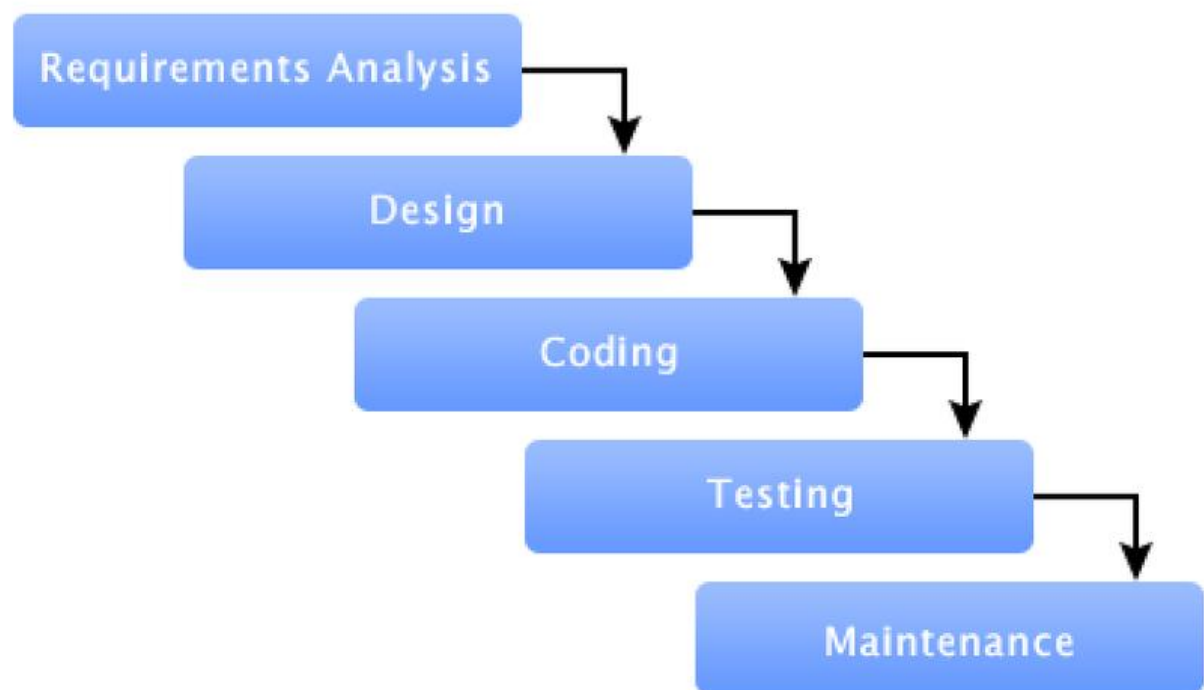 Requirements Analysis
Design
Coding
Testing
Maintenance